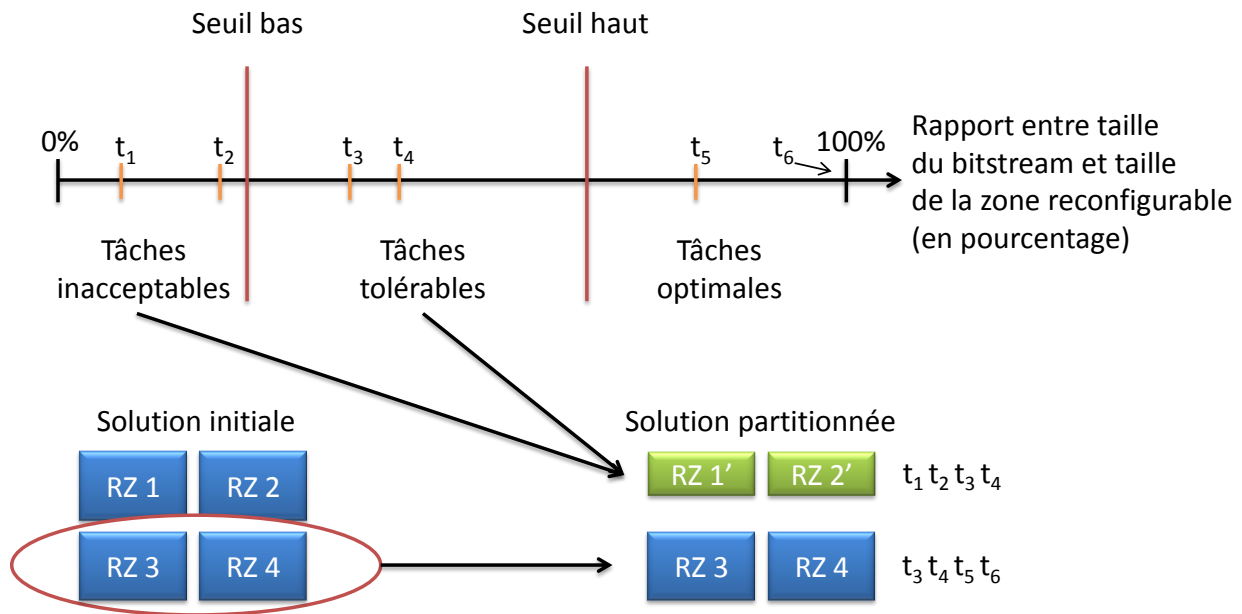 Seuil bas
Seuil haut
0%
t1
t2
t3
t4
t5
t6
100%
Rapport entre taille
du bitstream et taille
de la zone reconfigurable
(en pourcentage)
Tâches
inacceptables
Tâches
tolérables
Tâches
optimales
Solution initiale
RZ 1
RZ 2
RZ 3
RZ 4
Solution partitionnée
RZ 1’
RZ 2’
t1 t2 t3 t4
RZ 3
RZ 4
t3 t4 t5 t6